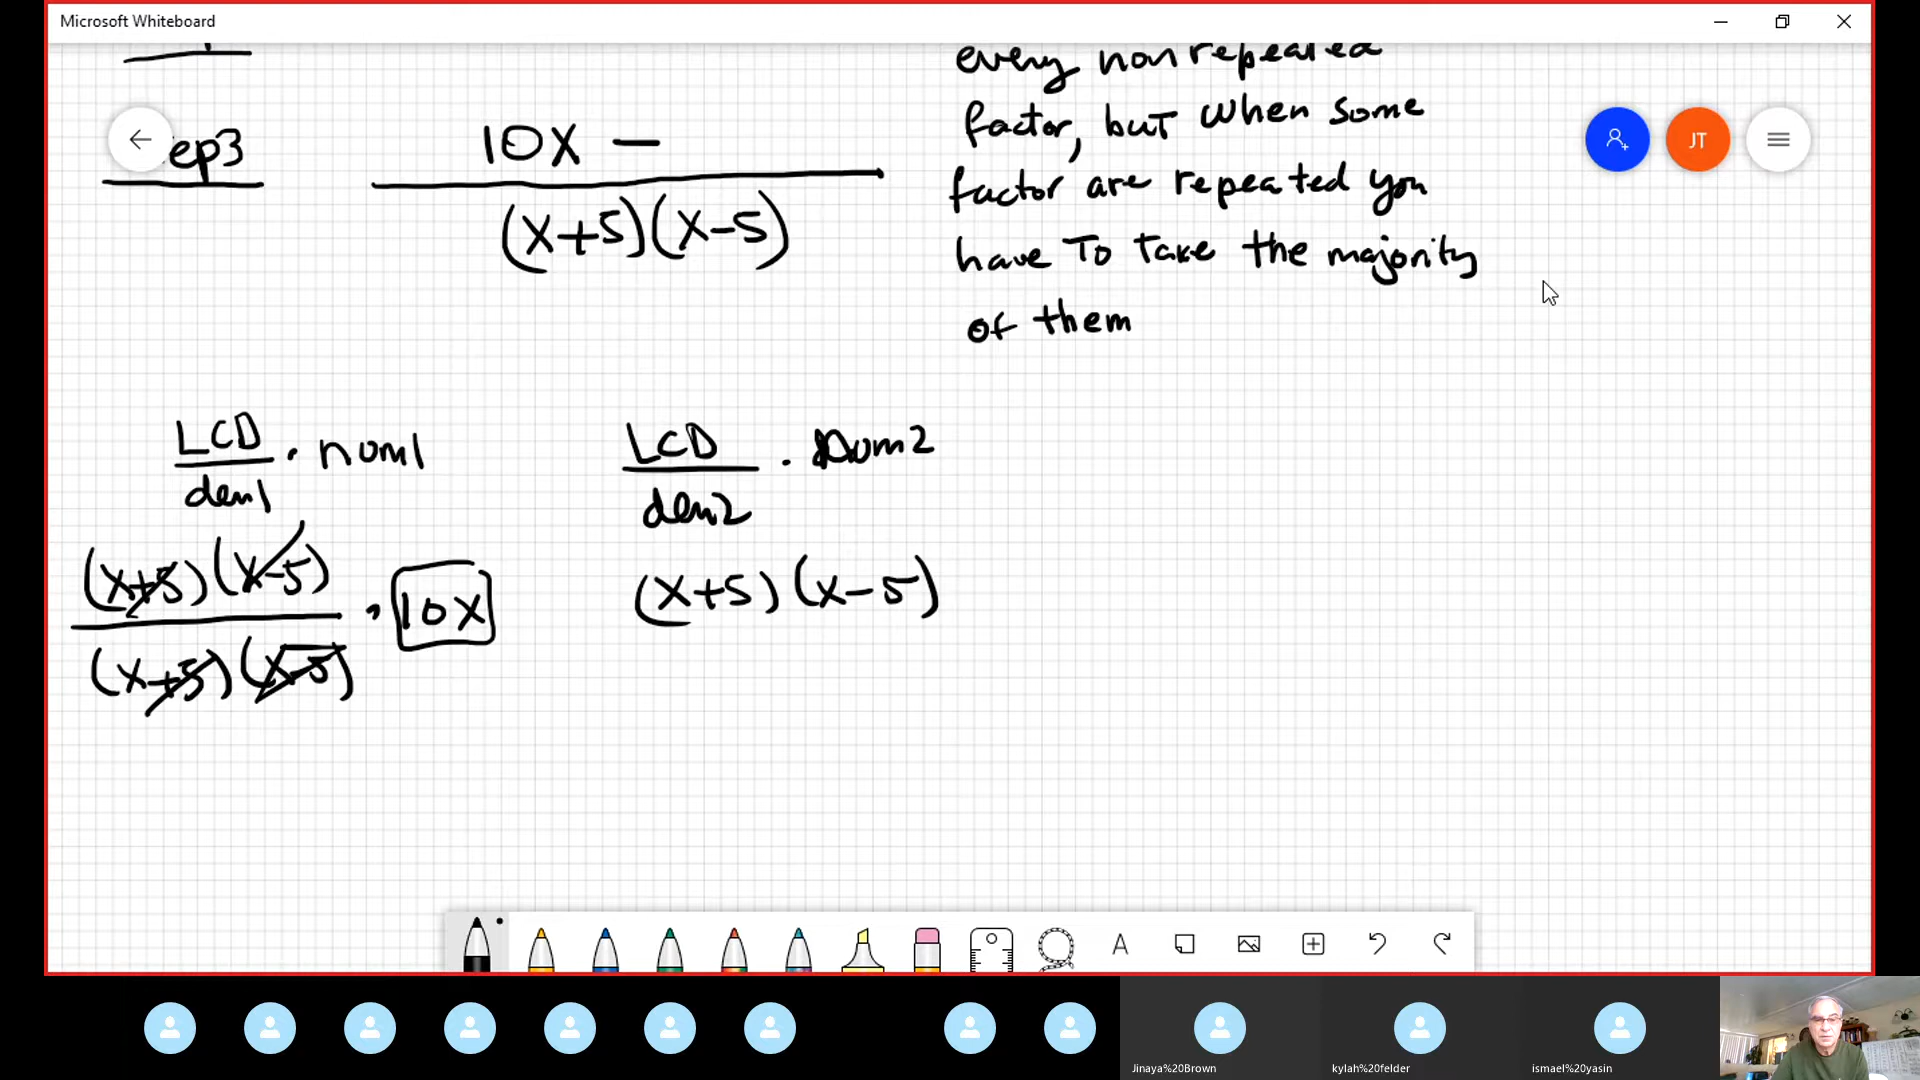 Microsoft Whiteboard
every nonrepeated
factor, but when some
factor are repeated you
have To Take the majority
of them
ep3
10X −
(x+5)(x-5)
JT
LCD
den1
· num1
LCD
den2
· num2
(x+5)(x-5)
(x+5)(x-5)
· 10x
(x+5)(x-5)
A
Jinaya%20Brown
kylah%20felder
ismael%20yasin